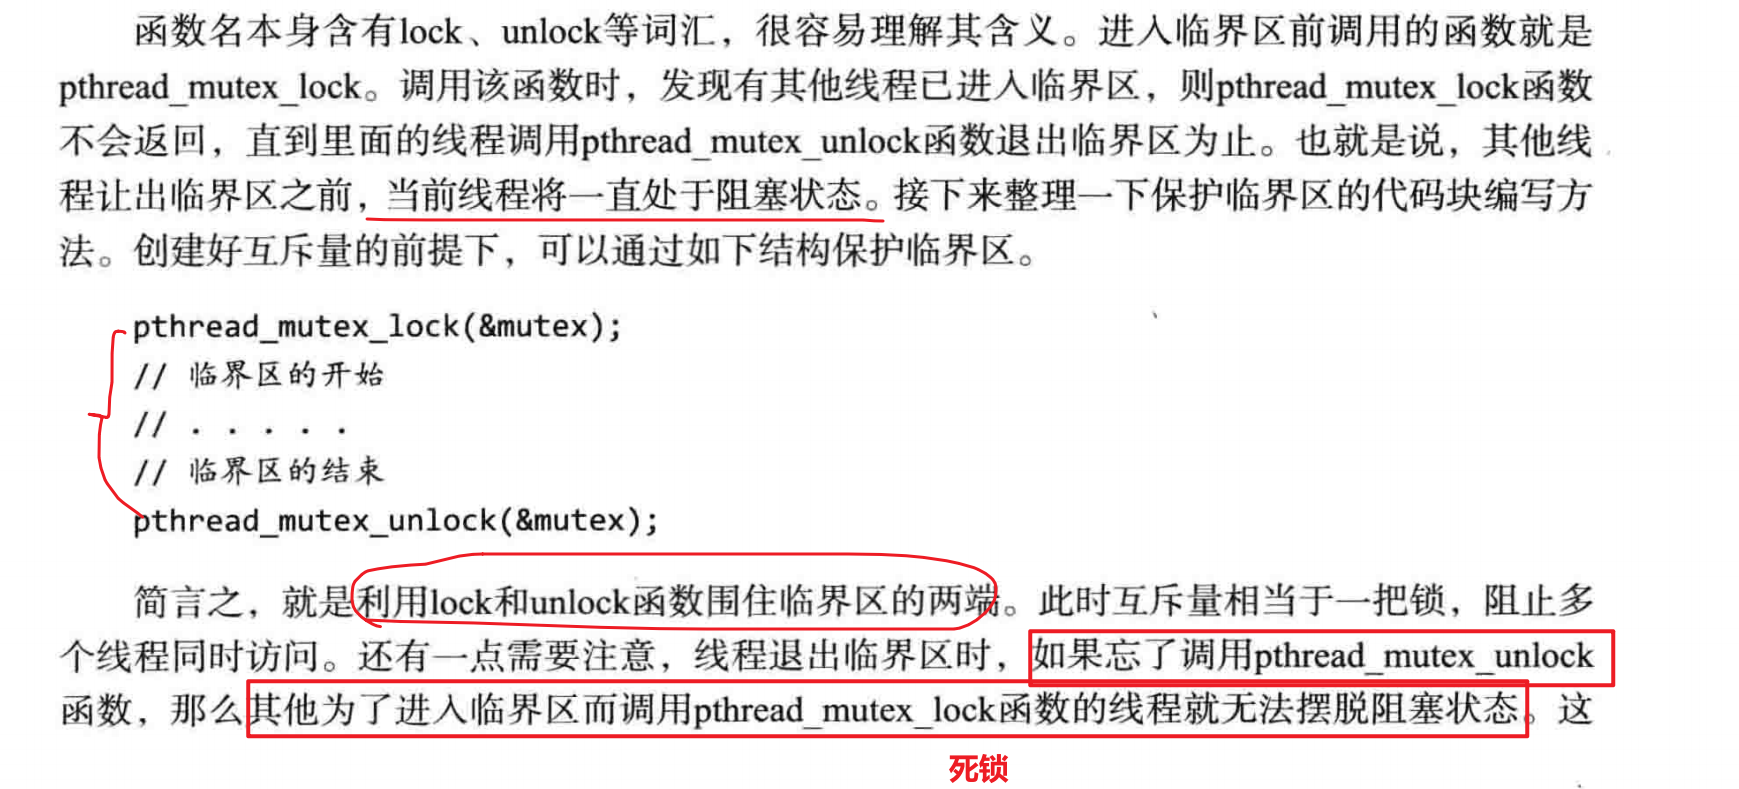 函数名本身含有lock、unlock等词汇，很容易理解其含义。进入临界区前调用的函数就是
pthread_mutex_lock。调用该函数时，发现有其他线程已进入临界区，则pthread_mutex_lock函数
不会返回，直到里面的线程调用pthread_mutex_unlock函数退出临界区为止。也就是说，其他线
程让出临界区之前，当前线程将一直处于阻塞状态。接下来整理一下保护临界区的代码块编写方
法。创建好互斥量的前提下，可以通过如下结构保护临界区。
pthread_mutex_lock(&mutex);
// 临界区的开始
// . . . . .
// 临界区的结束
pthread_mutex_unlock(&mutex);
简言之，就是利用lock和unlock函数围住临界区的两端。此时互斥量相当于一把锁，阻止多
个线程同时访问。还有一点需要注意，线程退出临界区时，如果忘了调用pthread_mutex_unlock
函数，那么其他为了进入临界区而调用pthread_mutex_lock函数的线程就无法摆脱阻塞状态。这
死锁